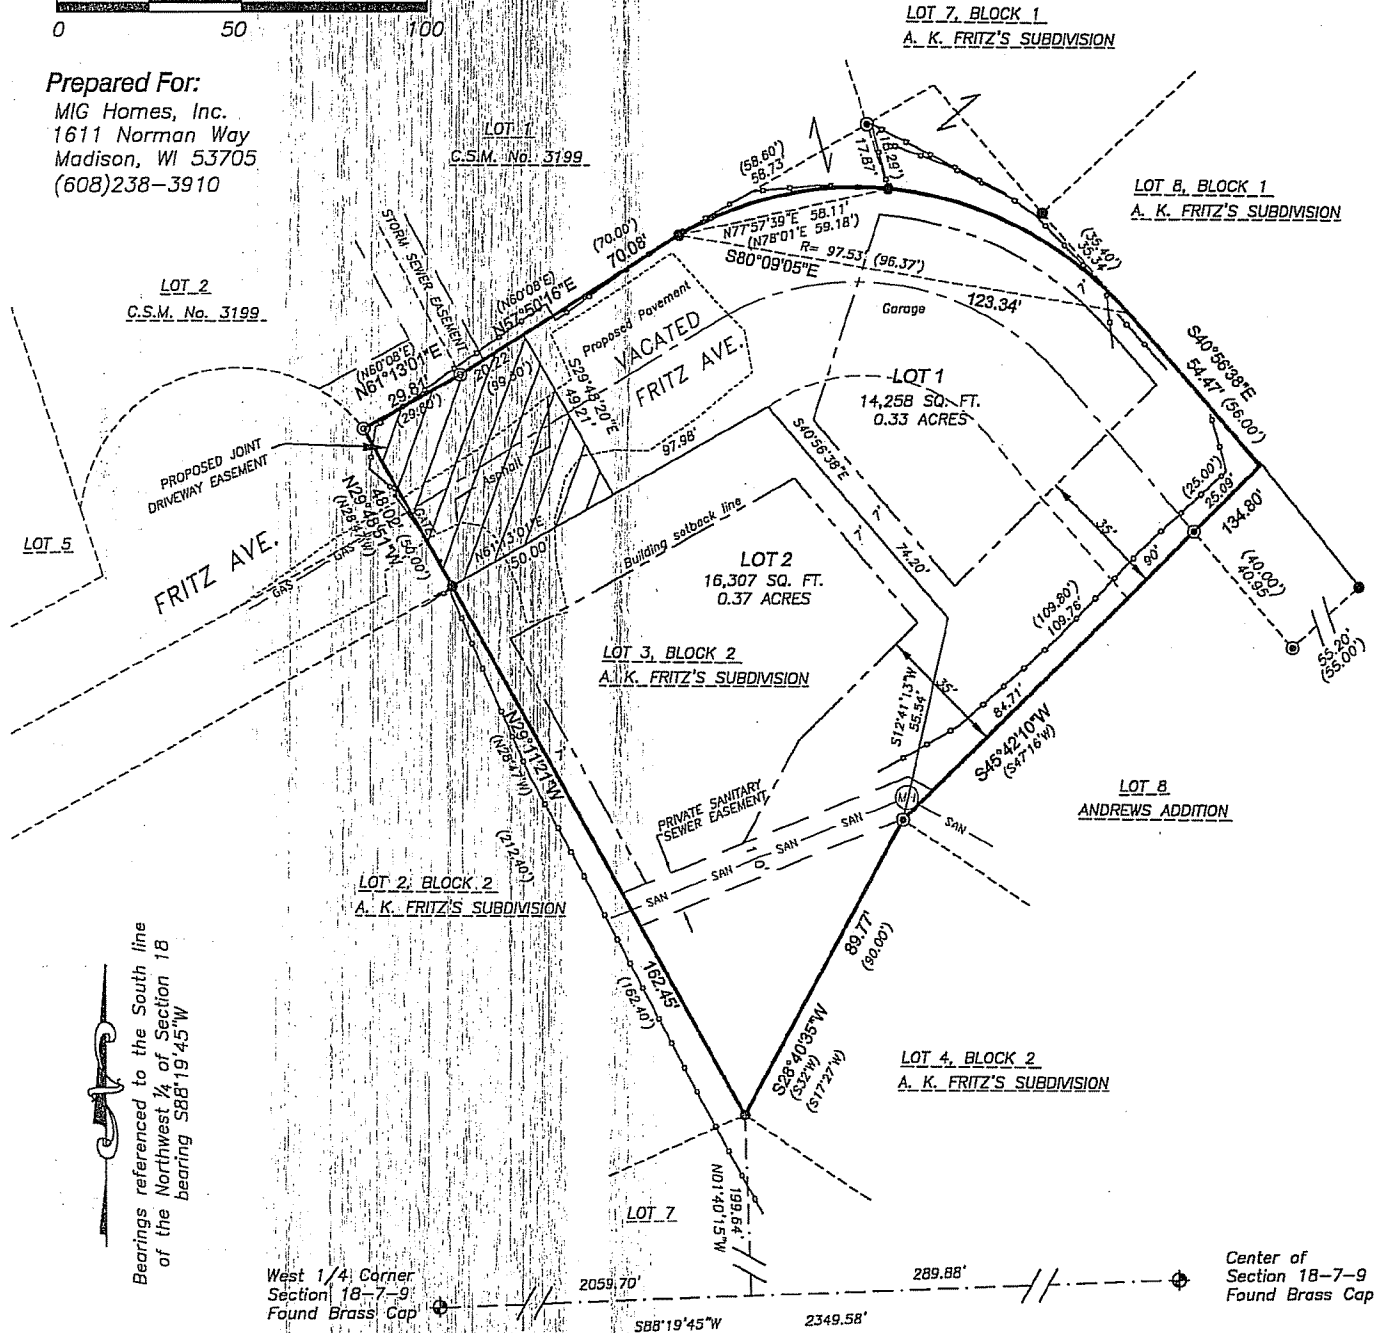 0 50 100
Prepared For:
MIG Homes, Inc.
1611 Norman Way
Madison, WI 53705
(608)238-3910
LOT 7, BLOCK 1
A. K. FRITZ'S SUBDIVISION
LOT 1
C.S.M. No. 3199
LOT 8, BLOCK 1
A. K. FRITZ'S SUBDIVISION
(58.60')
58.73'
(18.29')
17.87'
(35.40')
35.34'
STORM SEWER EASEMENT
(70.00')
70.08'
N77°57'39"E 58.11'
(N78°01'E 59.18')
R= 97.53' (96.37')
S80°09'05"E
123.34'
LOT 2
C.S.M. No. 3199
(N60°08'E)
N57°50'16"E
(N60°08'E)
N61°13'01"E
29.81'
(29.80')
20.22'
Proposed Pavement
VACATED
FRITZ AVE.
S29°48'20"E
49.21'
97.98'
Garage
S40°56'38"E
54.47' (56.00')
LOT 1
14,258 SQ. FT.
0.33 ACRES
PROPOSED JOINT
DRIVEWAY EASEMENT
Asphalt
S40°56'38"E
74.20'
7'
7'
7'
N29°48'51"W
48.02' (50.00')
GATE
N61°13'01"E
50.00'
Building setback line
(25.00')
25.09'
134.80'
35'
90'
(40.00')
40.95'
55.20'
(55.00')
LOT 5
FRITZ AVE.
GAS GAS
LOT 2
16,307 SQ. FT.
0.37 ACRES
(109.80')
109.76'
LOT 3, BLOCK 2
A. K. FRITZ'S SUBDIVISION
35'
84.71'
S12°41'13"W
55.54'
S45°42'10"W
(S47°16'W)
N29°11'21"W
(N28°47'W)
7'
(212.40')
PRIVATE SANITARY
SEWER EASEMENT
MH
SAN SAN SAN SAN SAN
10'
LOT 8
ANDREWS ADDITION
LOT 2, BLOCK 2
A. K. FRITZ'S SUBDIVISION
89.77'
(90.00')
162.45'
(162.40')
S28°40'35"W
(S32°W)
(S17°27'W)
LOT 4, BLOCK 2
A. K. FRITZ'S SUBDIVISION
Bearings referenced to the South line
of the Northwest 1/4 of Section 18
bearing S88°19'45"W
LOT 7
199.64'
N01°40'15"W
West 1/4 Corner
Section 18-7-9
Found Brass Cap
2059.70'
289.88'
S88°19'45"W 2349.58'
Center of
Section 18-7-9
Found Brass Cap